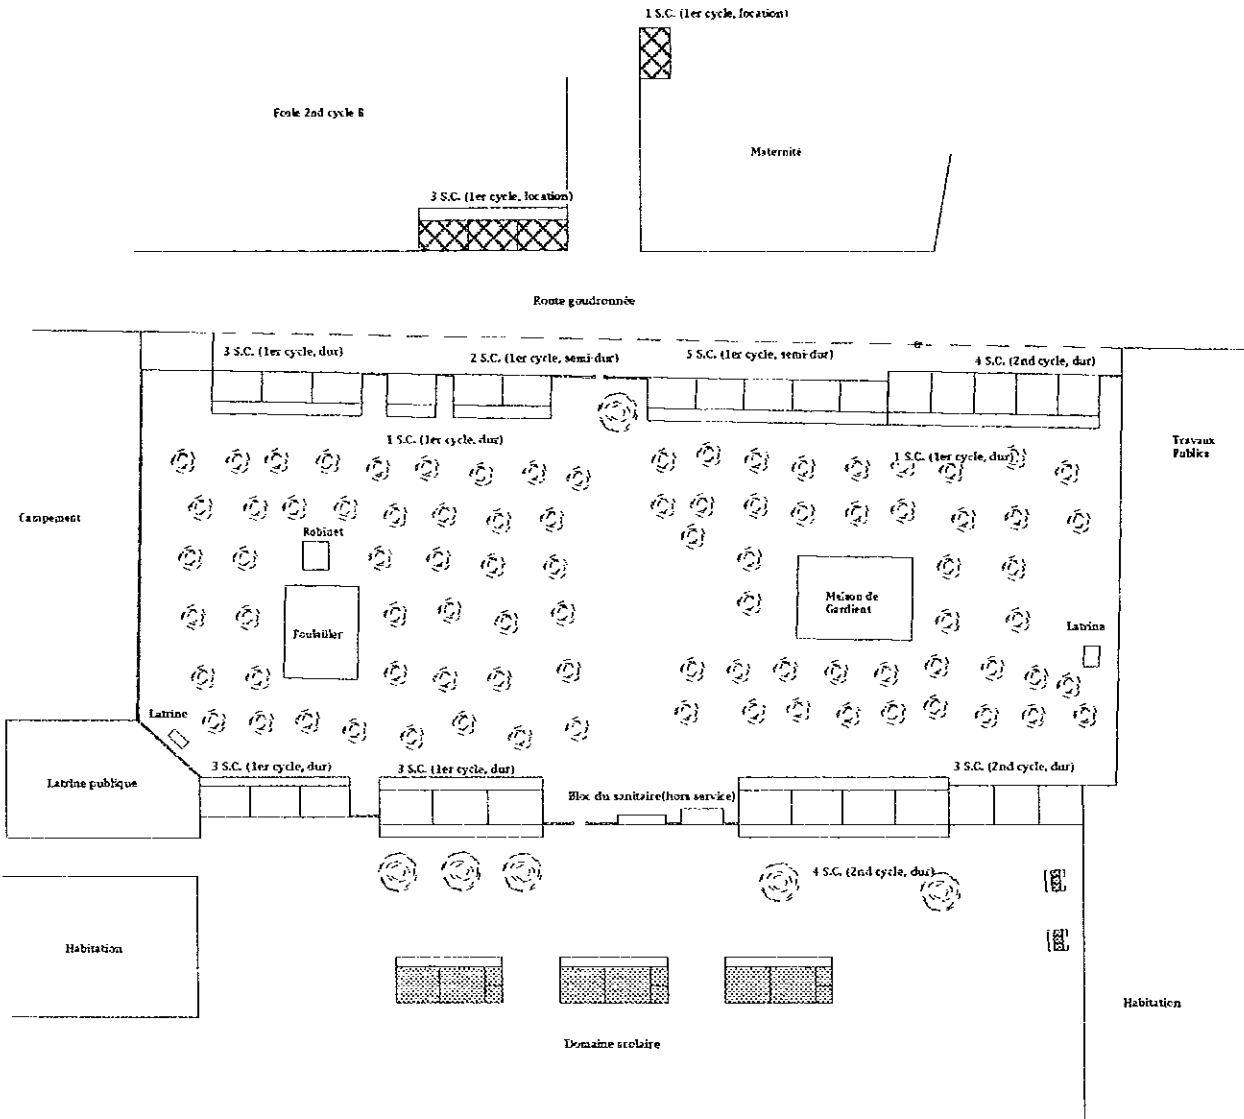 1 S.C. (1er cycle, location)
Ecole 2nd cycle B
Maternité
3 S.C. (1er cycle, location)
Route goudronnée
3 S.C. (1er cycle, dur)
2 S.C. (1er cycle, semi-dur)
5 S.C. (1er cycle, semi-dur)
4 S.C. (2nd cycle, dur)
1 S.C. (1er cycle, dur)
1 S.C. (1er cycle, dur)
Travaux
Publics
Campement
Robinet
Maison de
Gardient
Poulailler
Latrine
Latrine
3 S.C. (1er cycle, dur)
3 S.C. (1er cycle, dur)
3 S.C. (2nd cycle, dur)
Latrine publique
Bloc du sanitaire(hors service)
4 S.C. (2nd cycle, dur)
Habitation
Habitation
Domaine scolaire